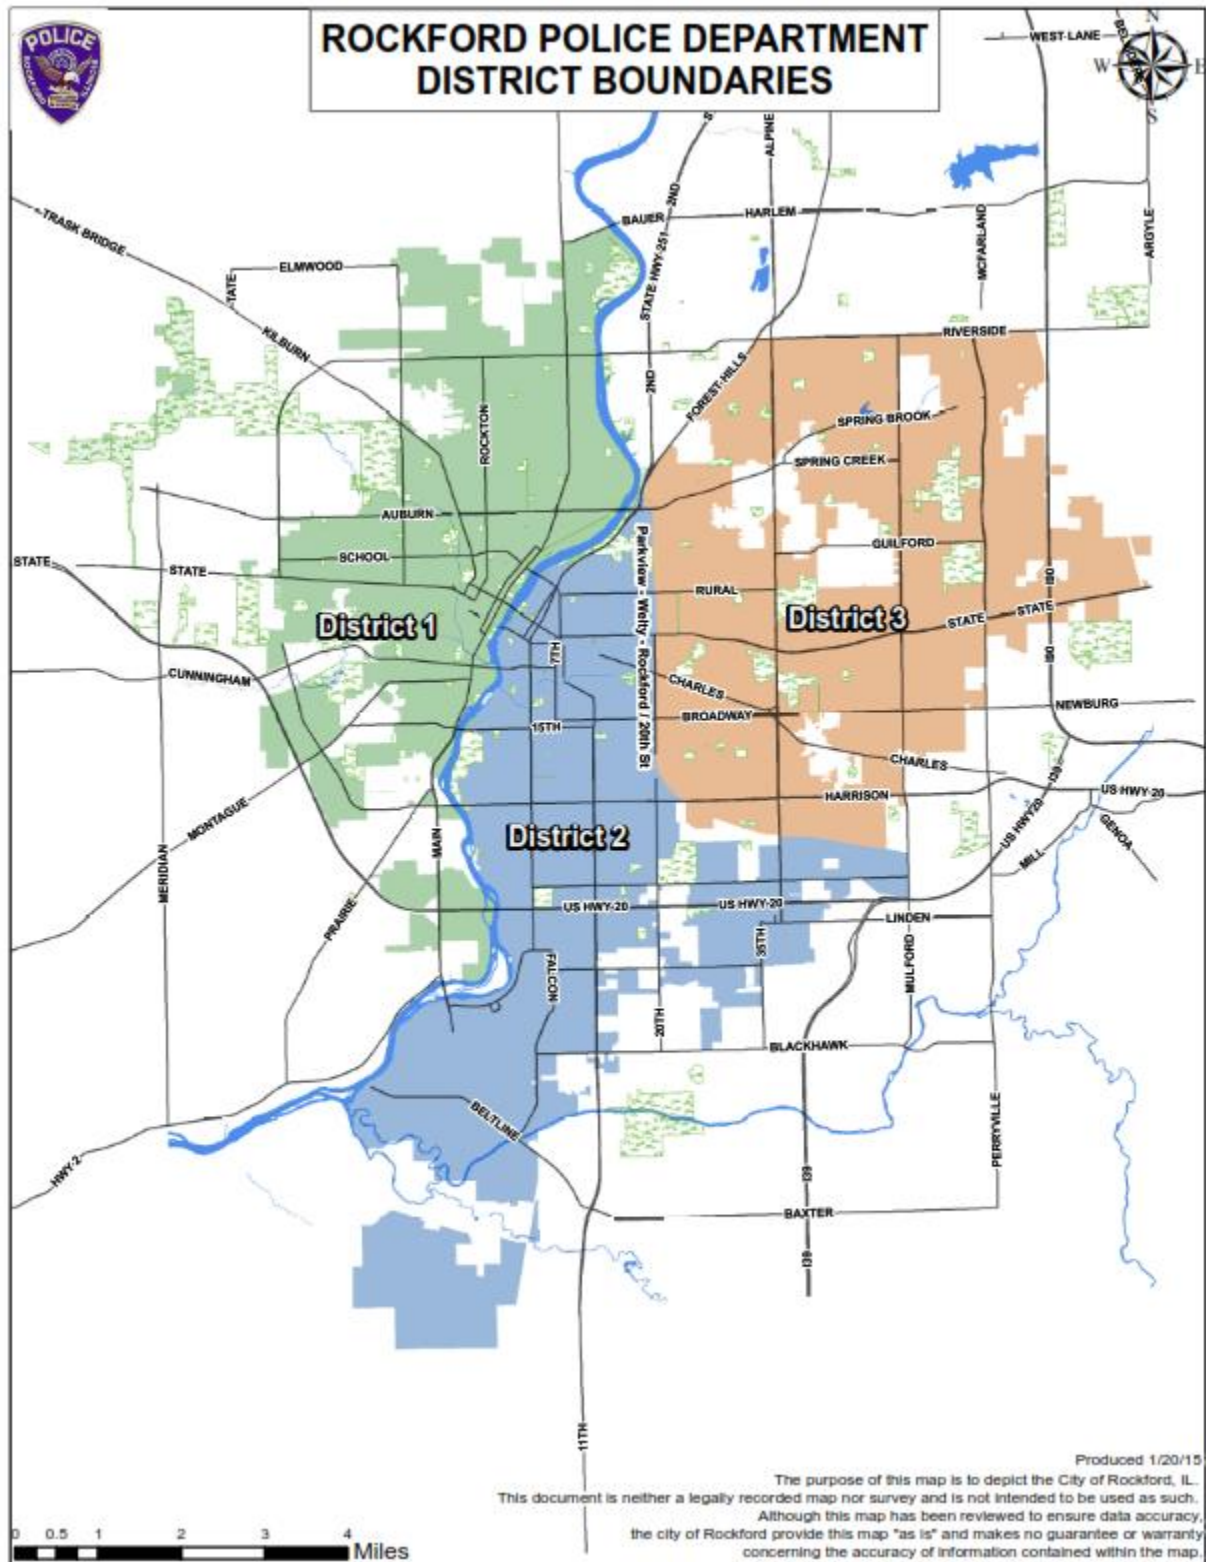 POLICE
ROCKFORD ILLINOIS
ROCKFORD POLICE DEPARTMENT
DISTRICT BOUNDARIES
N
W
E
S
WEST LANE
ALPINE
2ND
BAUER
HARLEM
MCFARLAND
ARGYLE
TRASK BRIDGE
ELMWOOD
TATE
STATE HWY-251
KILBURN
RIVERSIDE
2ND
FOREST HILLS
ROCKTON
SPRING BROOK
SPRING CREEK
AUBURN
SCHOOL
GUILFORD
STATE
STATE
I90
Parkview - Welty - Rockford / 20th St
RURAL
District 1
District 3
STATE
STATE
7TH
I90
CUNNINGHAM
CHARLES
BROADWAY
NEWBURG
15TH
CHARLES
I39
HARRISON
US HWY-20
MONTAGUE
US HWY20
GENOA
MAIN
District 2
MILL
MERIDIAN
PRAIRIE
US HWY-20
US HWY-20
LINDEN
35TH
MULFORD
FALCON
20TH
BLACKHAWK
BELTLINE
PERRYVILLE
HWY-2
I39
BAXTER
I39
11TH
Produced 1/20/15
The purpose of this map is to depict the City of Rockford, IL.
This document is neither a legally recorded map nor survey and is not intended to be used as such.
Although this map has been reviewed to ensure data accuracy,
the city of Rockford provide this map "as is" and makes no guarantee or warranty
concerning the accuracy of information contained within the map.
0 0.5 1 2 3 4
Miles